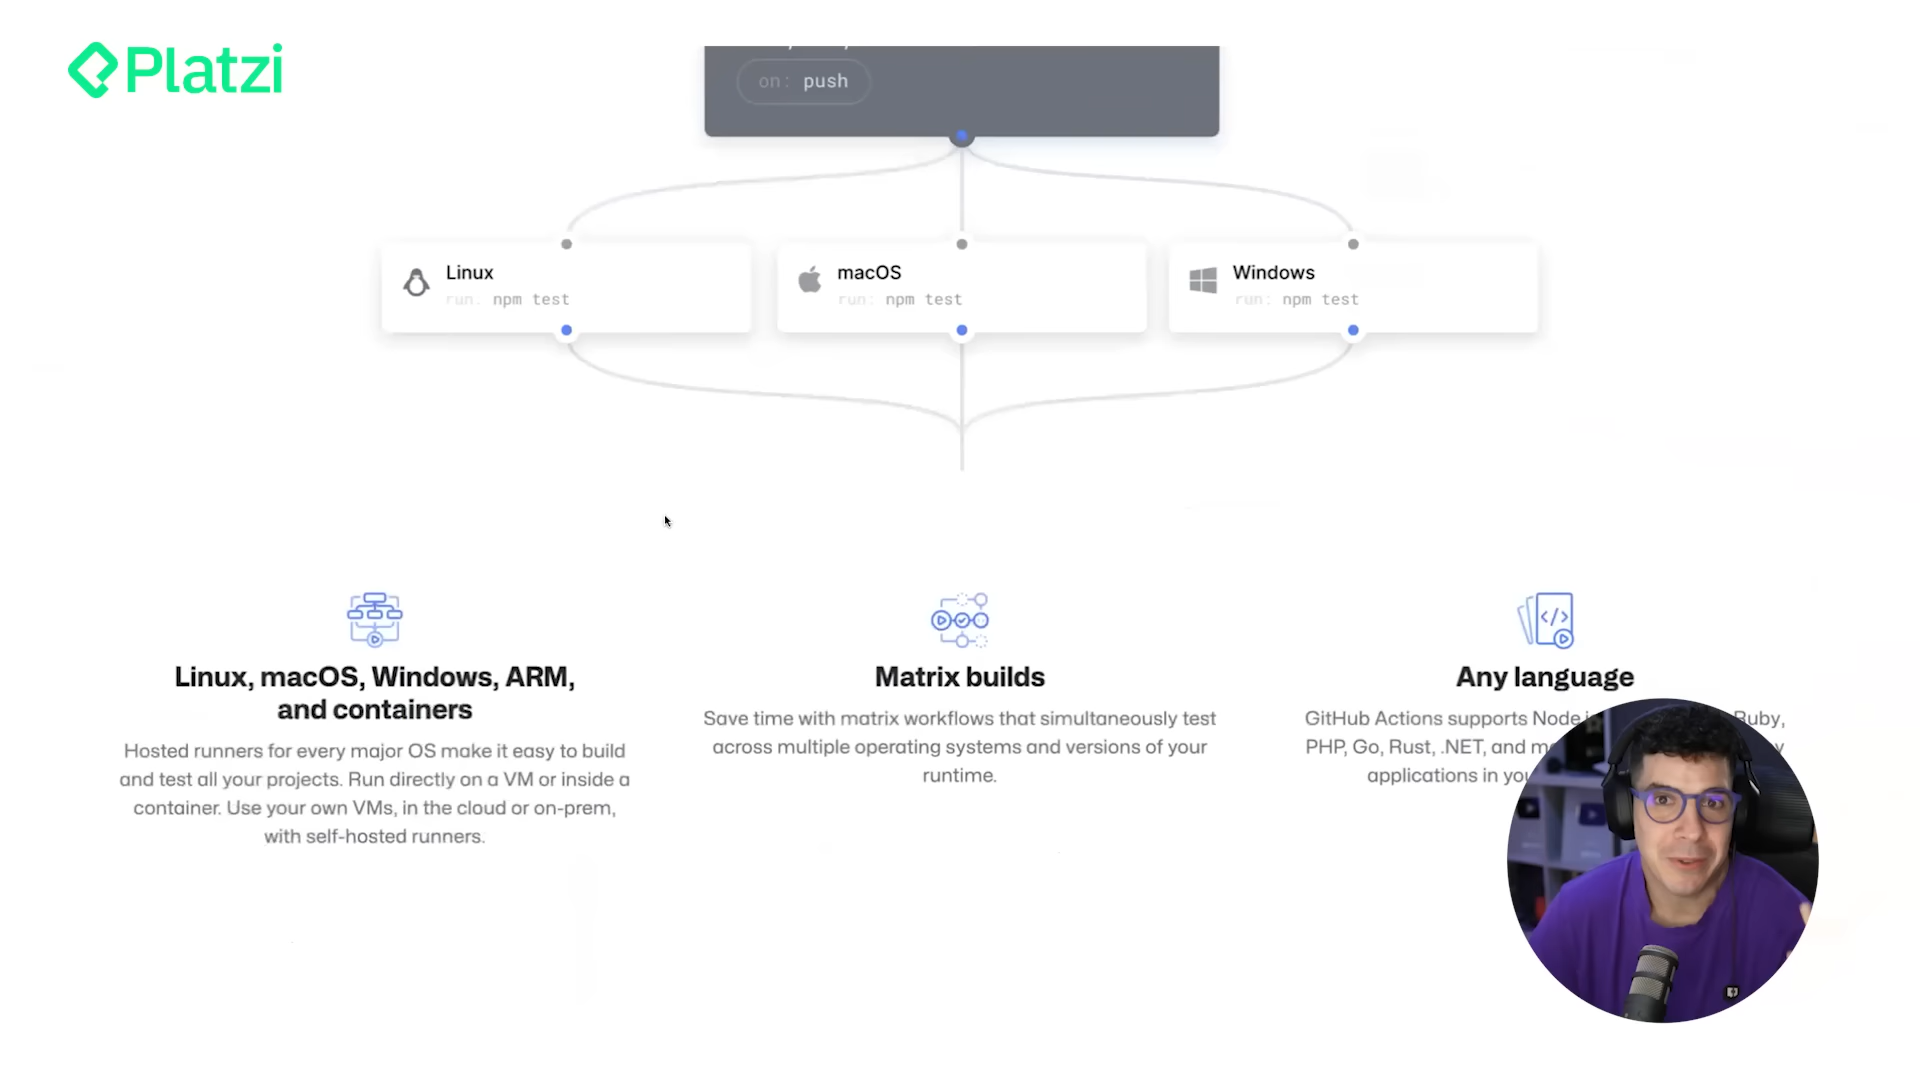 Platzi
on: push
Linux
run: npm test
macOS
run: npm test
Windows
run: npm test
Linux, macOS, Windows, ARM,
and containers
Hosted runners for every major OS make it easy to build
and test all your projects. Run directly on a VM or inside a
container. Use your own VMs, in the cloud or on-prem,
with self-hosted runners.
Matrix builds
Save time with matrix workflows that simultaneously test
across multiple operating systems and versions of your
runtime.
Any language
GitHub Actions supports Ruby,
PHP, Go, Rust, .NET, and
applications in